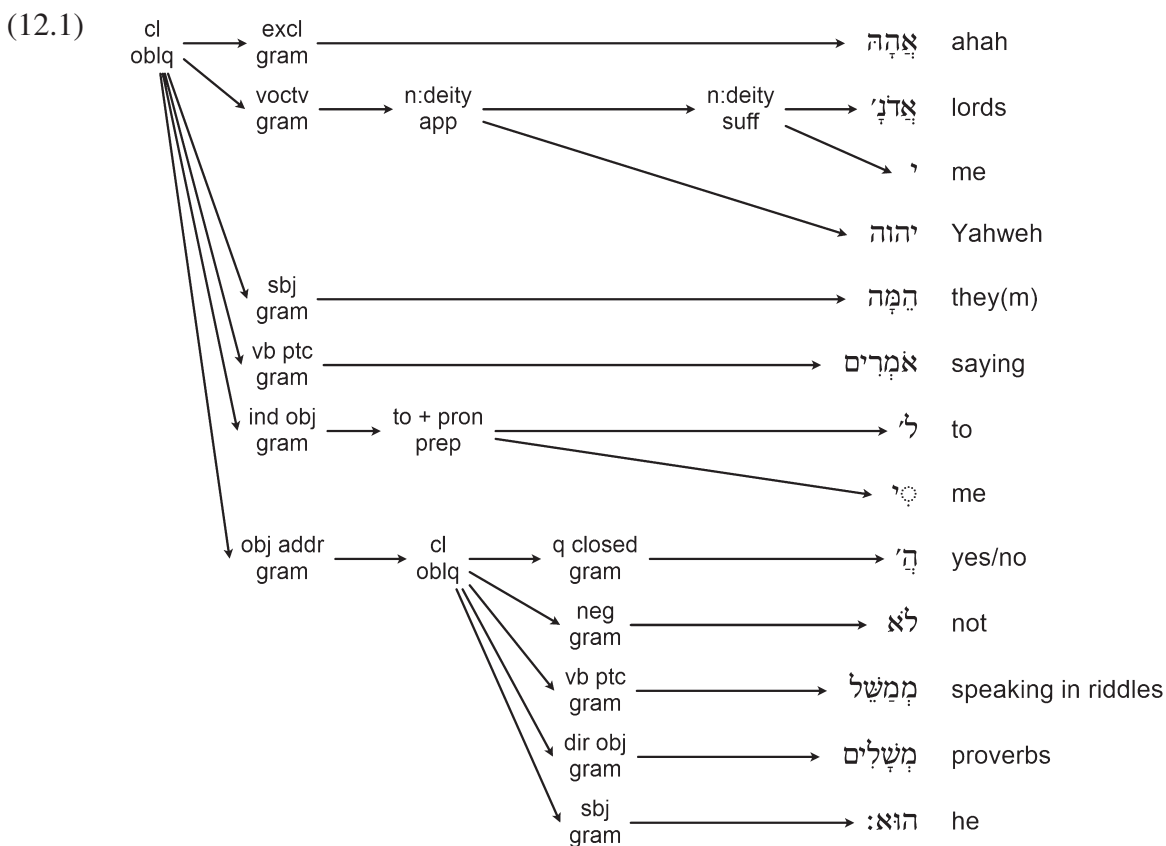 (12.1)
cl excl
oblq gram אֲהָהּ ahah
voctv n:deity n:deity
gram app suff אֲדֹנָ׳ lords
י me
יהוה Yahweh
sbj
gram הֵמָּה they(m)
vb ptc
gram אֹמְרִים saying
ind obj to + pron
gram prep ל׳ to
◌ִי me
obj addr cl q closed
gram oblq gram הֲ׳ yes/no
neg
gram לֹא not
vb ptc
gram מְמַשֵּׁל speaking in riddles
dir obj
gram מְשָׁלִים proverbs
sbj
gram הוּא׃ he